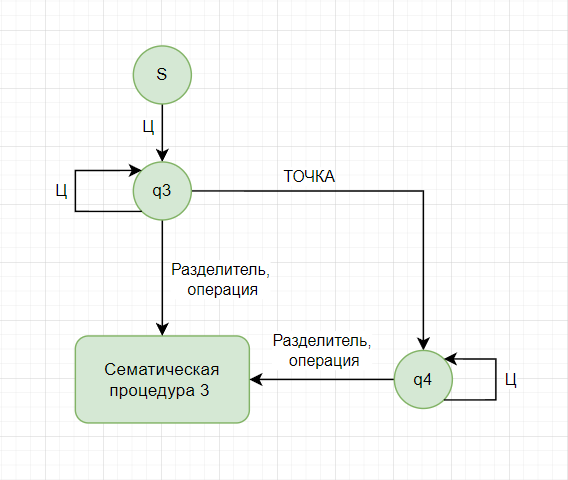 S
Ц
Ц
q3
ТОЧКА
Разделитель,
операция
Разделитель,
операция
Сематическая
процедура 3
q4
Ц